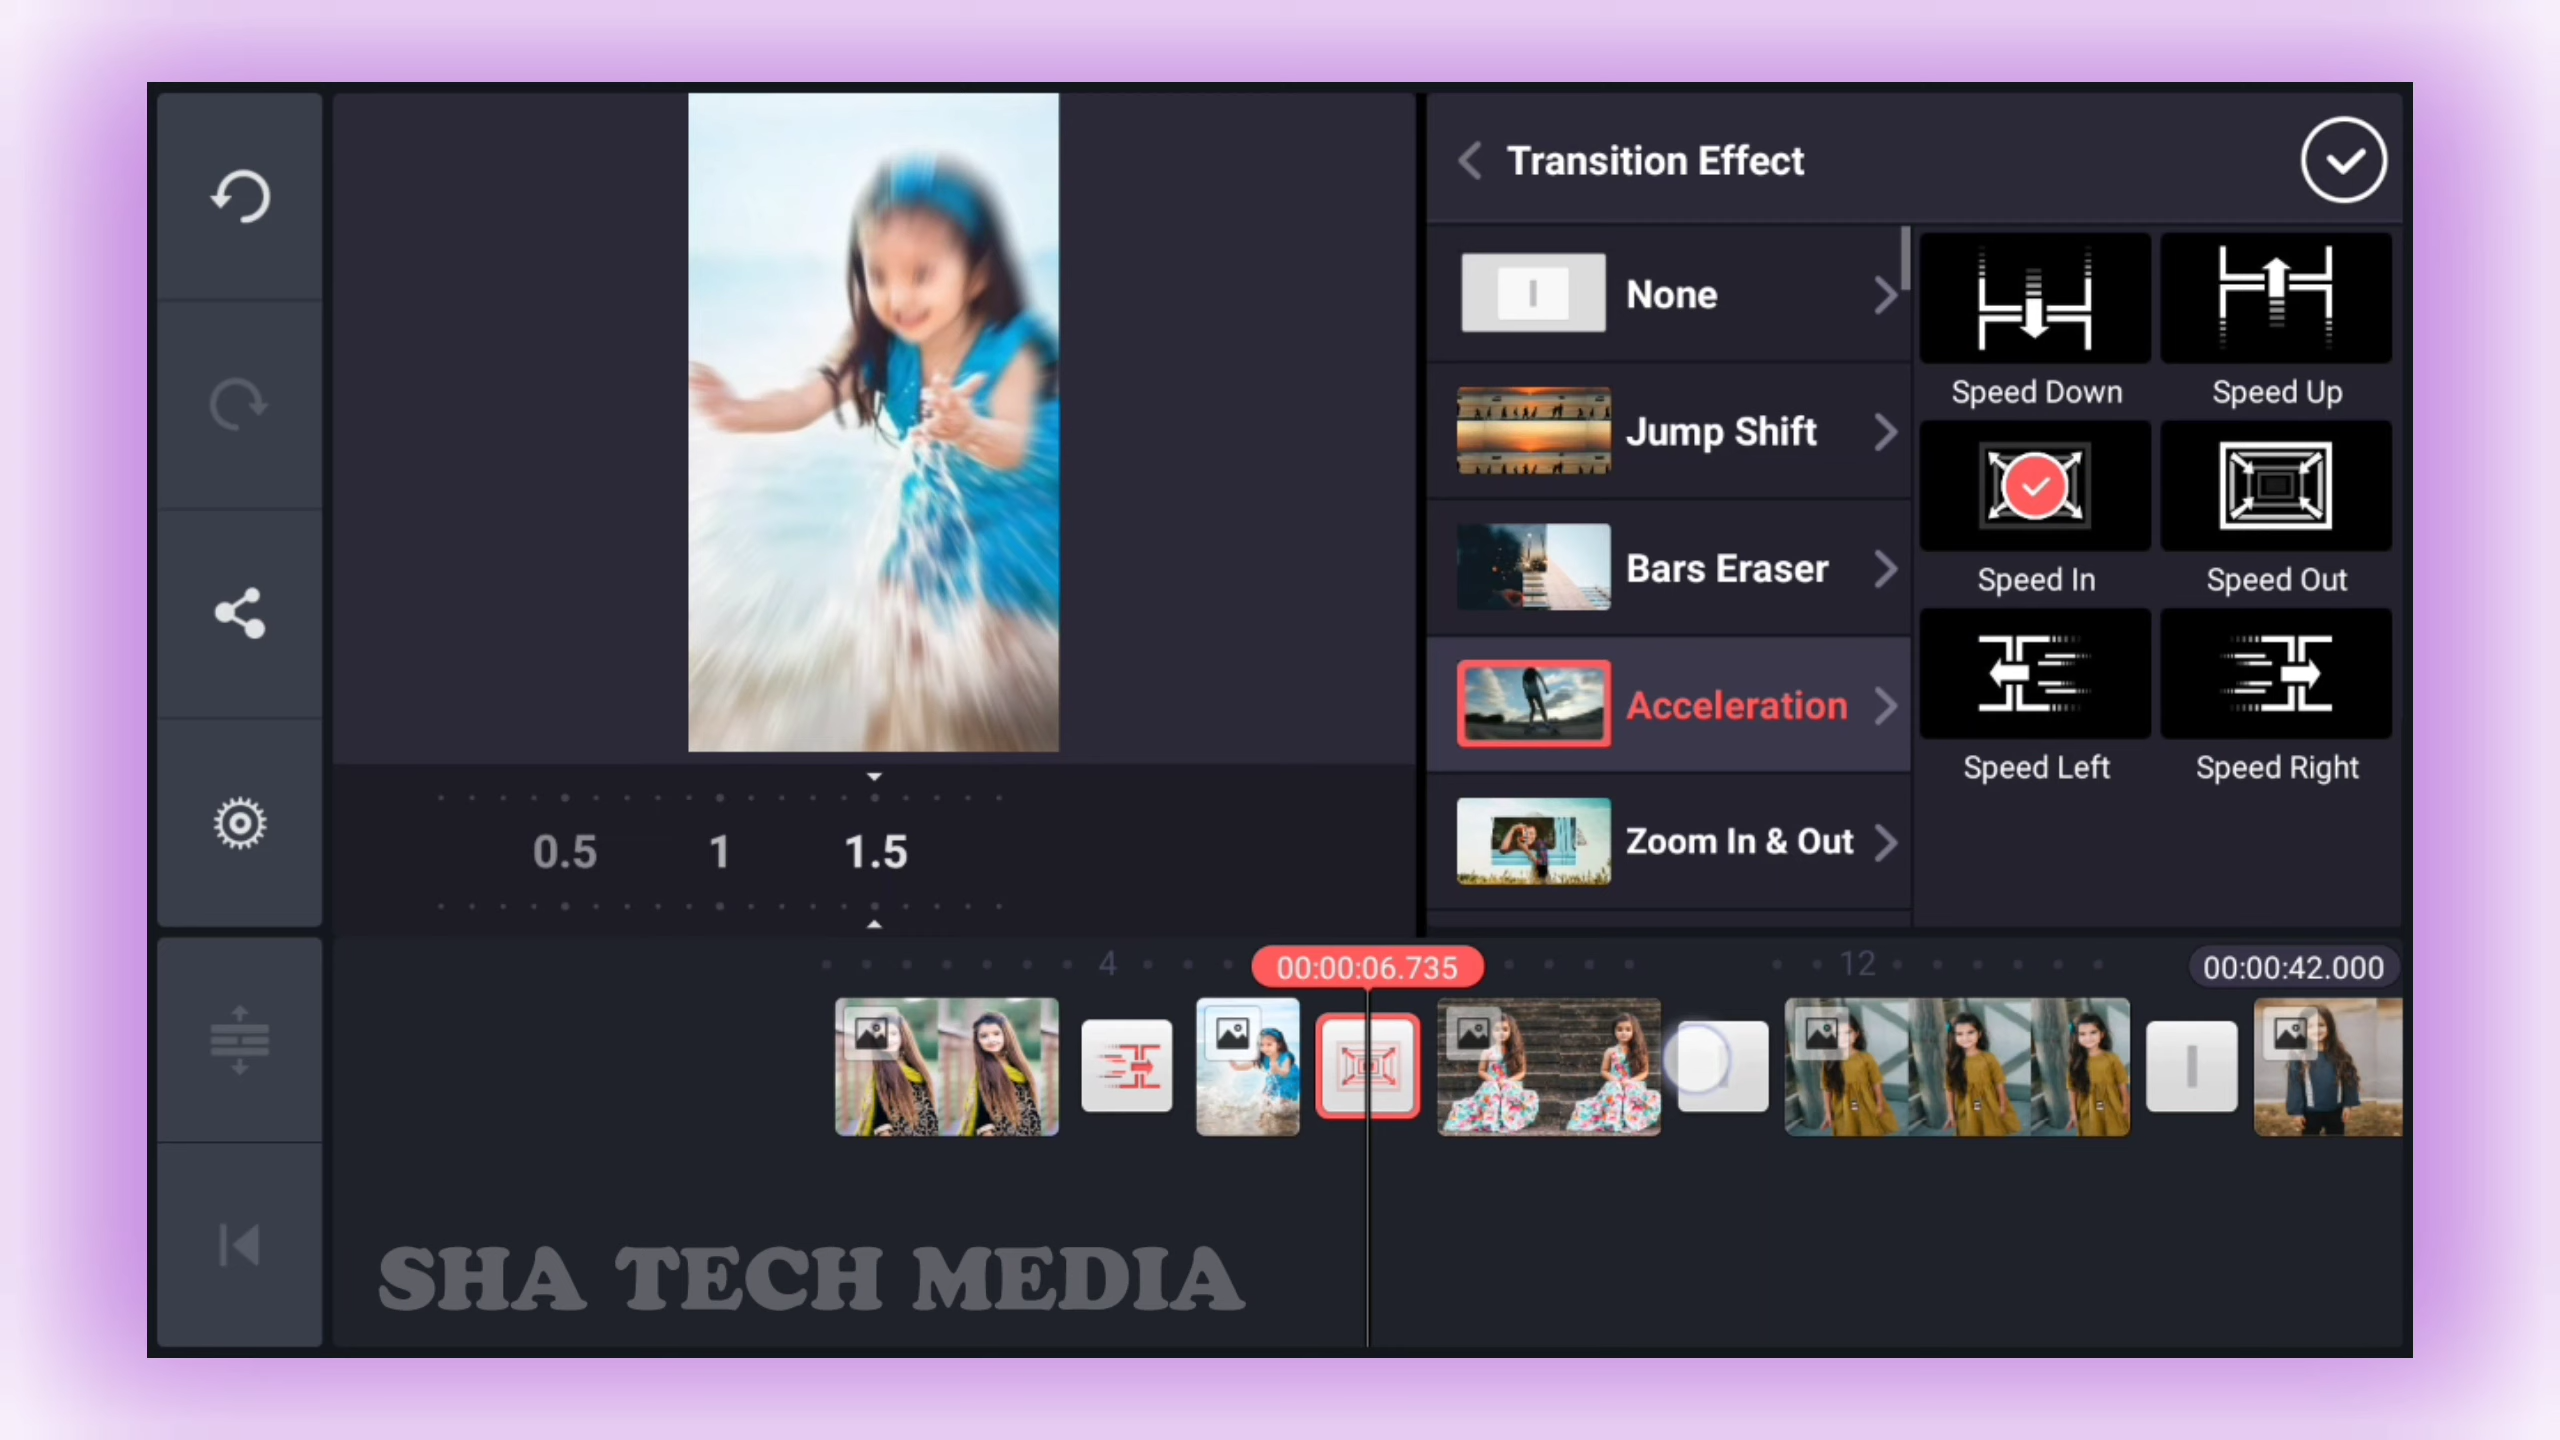 Transition Effect
None
Jump Shift
Bars Eraser
Acceleration
Zoom In & Out
Speed Down
Speed Up
Speed In
Speed Out
Speed Left
Speed Right
0.5
1
1.5
4
00:00:06.735
12
00:00:42.000
SHA TECH MEDIA